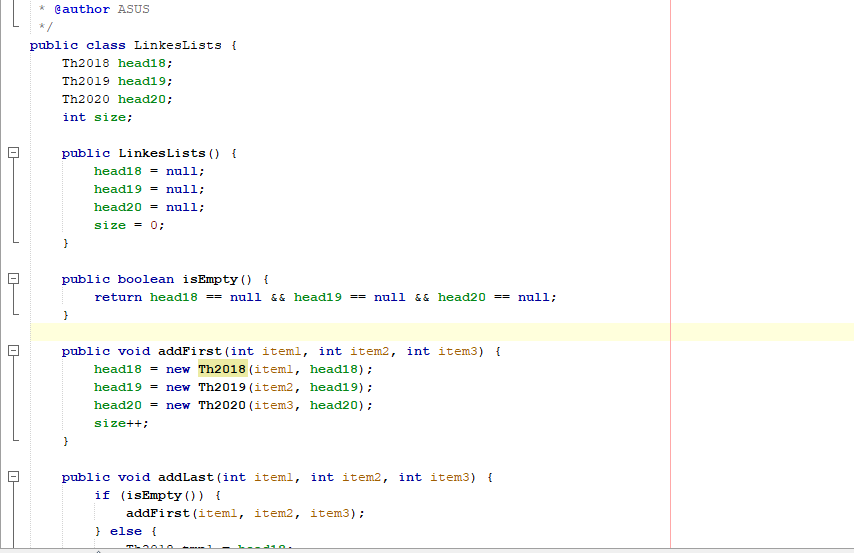 * @author ASUS
*/
public class LinkesLists {
Th2018 head18;
Th2019 head19;
Th2020 head20;
int size;
public LinkesLists() {
head18 = null;
head19 = null;
head20 = null;
size = 0;
}
public boolean isEmpty() {
return head18 == null && head19 == null && head20 == null;
}
public void addFirst(int item1, int item2, int item3) {
head18 = new Th2018(item1, head18);
head19 = new Th2019(item2, head19);
head20 = new Th2020(item3, head20);
size++;
}
public void addLast(int item1, int item2, int item3) {
if (isEmpty()) {
addFirst(item1, item2, item3);
} else {
Th2018 tmp1 = head18;